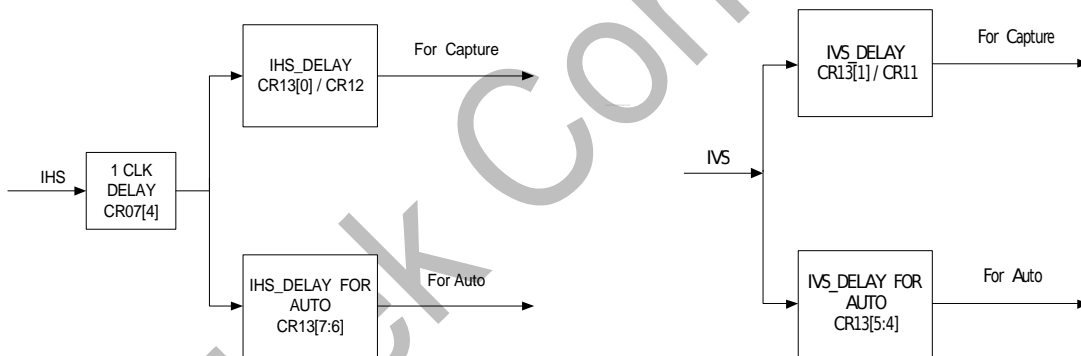 IHS
1 CLK
DELAY
CR07[4]
IHS_DELAY
CR13[0] / CR12
For Capture
IHS_DELAY FOR
AUTO
CR13[7:6]
For Auto
IVS
IVS_DELAY
CR13[1] / CR11
For Capture
IVS_DELAY FOR
AUTO
CR13[5:4]
For Auto